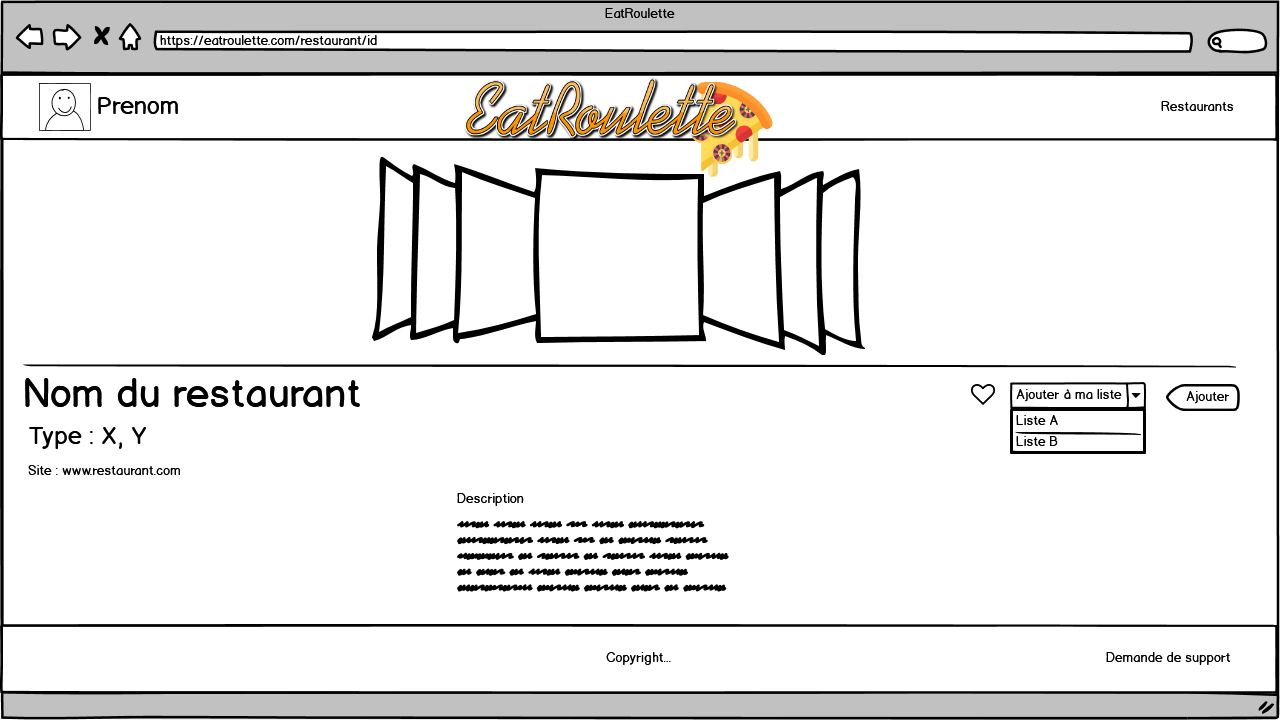 EatRoulette
https://eatroulette.com/restaurant/id
Prenom
EatRoulette
Restaurants
Nom du restaurant
Ajouter à ma liste
Ajouter
Liste A
Liste B
Type : X, Y
Site : www.restaurant.com
Description
Copyright...
Demande de support